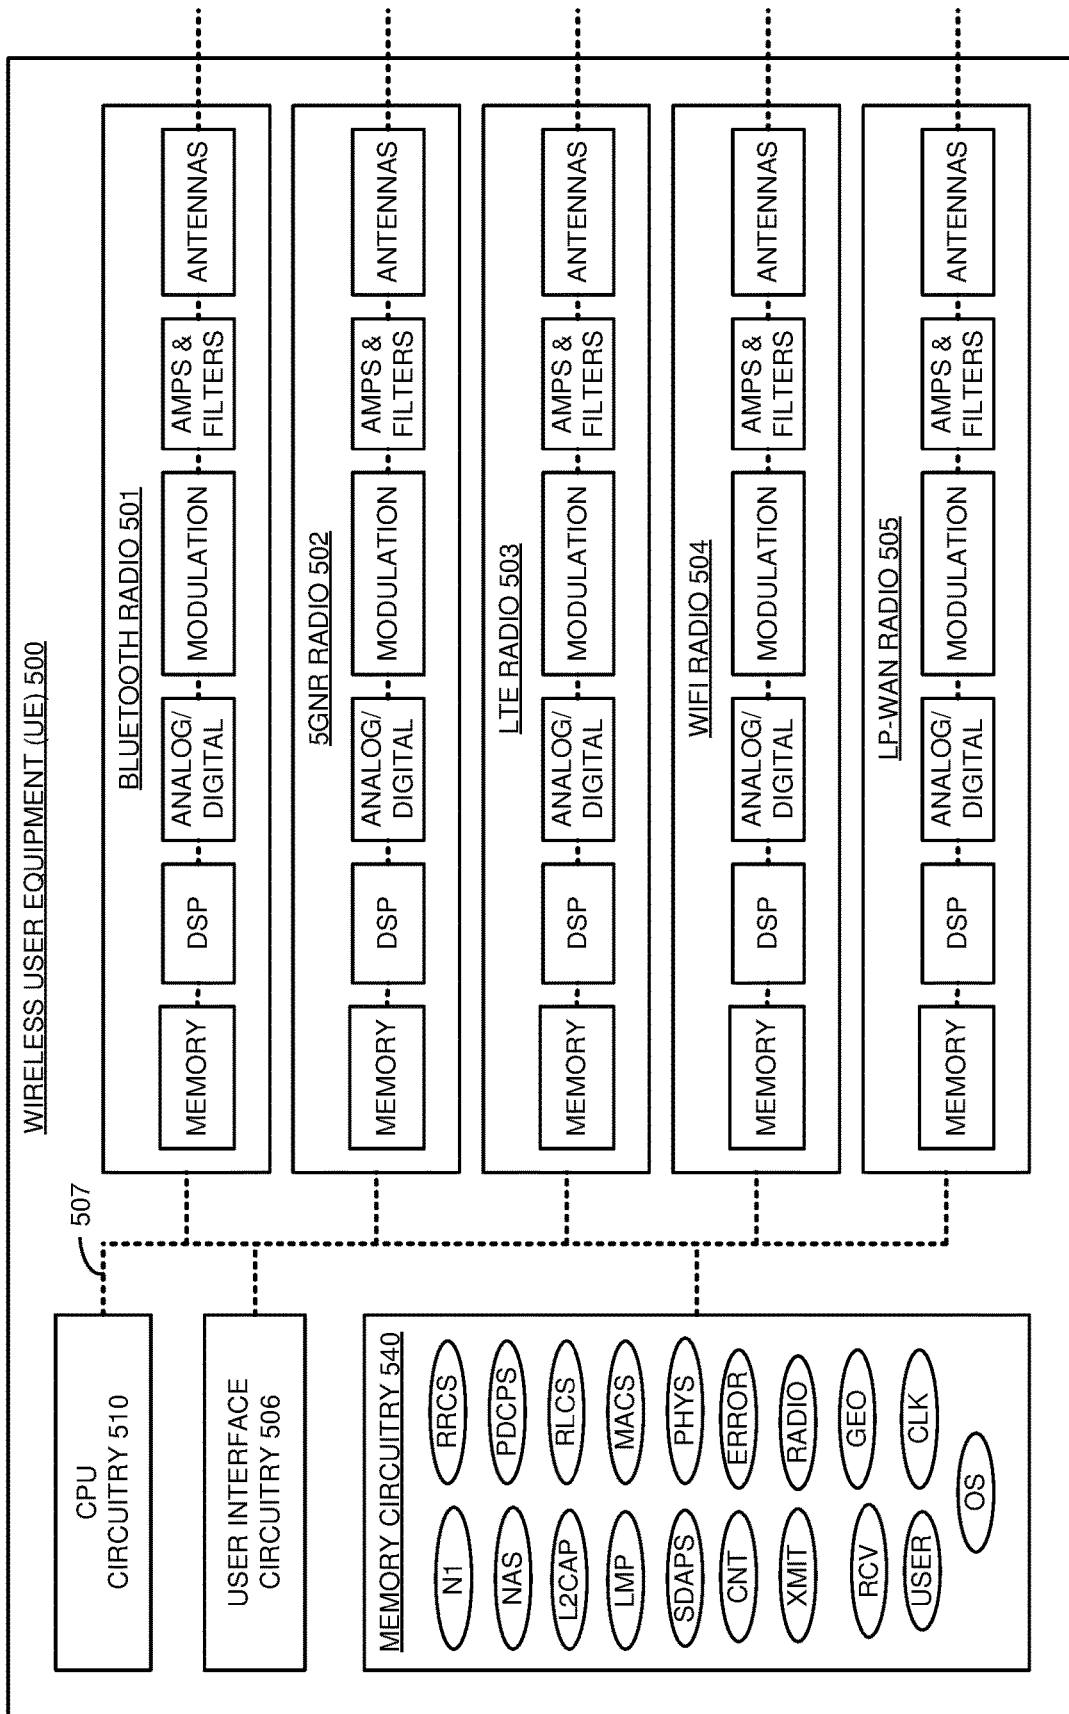 WIRELESS USER EQUIPMENT (UE) 500
CPU
CIRCUITRY 510
507
USER INTERFACE
CIRCUITRY 506
MEMORY CIRCUITRY 540
N1
RRCS
NAS
PDCPS
L2CAP
RLCS
LMP
MACS
SDAPS
PHYS
CNT
ERROR
XMIT
RADIO
RCV
GEO
USER
CLK
OS
BLUETOOTH RADIO 501
MEMORY
DSP
ANALOG/
DIGITAL
MODULATION
AMPS &
FILTERS
ANTENNAS
5GNR RADIO 502
MEMORY
DSP
ANALOG/
DIGITAL
MODULATION
AMPS &
FILTERS
ANTENNAS
LTE RADIO 503
MEMORY
DSP
ANALOG/
DIGITAL
MODULATION
AMPS &
FILTERS
ANTENNAS
WIFI RADIO 504
MEMORY
DSP
ANALOG/
DIGITAL
MODULATION
AMPS &
FILTERS
ANTENNAS
LP-WAN RADIO 505
MEMORY
DSP
ANALOG/
DIGITAL
MODULATION
AMPS &
FILTERS
ANTENNAS